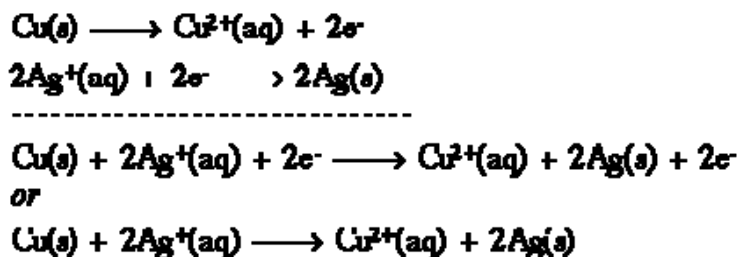 Cu(s) ⟶ Cu²⁺(aq) + 2e⁻
2Ag⁺(aq) + 2e⁻ ⟶ 2Ag(s)
--------------------------------
Cu(s) + 2Ag⁺(aq) + 2e⁻ ⟶ Cu²⁺(aq) + 2Ag(s) + 2e⁻
or
Cu(s) + 2Ag⁺(aq) ⟶ Cu²⁺(aq) + 2Ag(s)